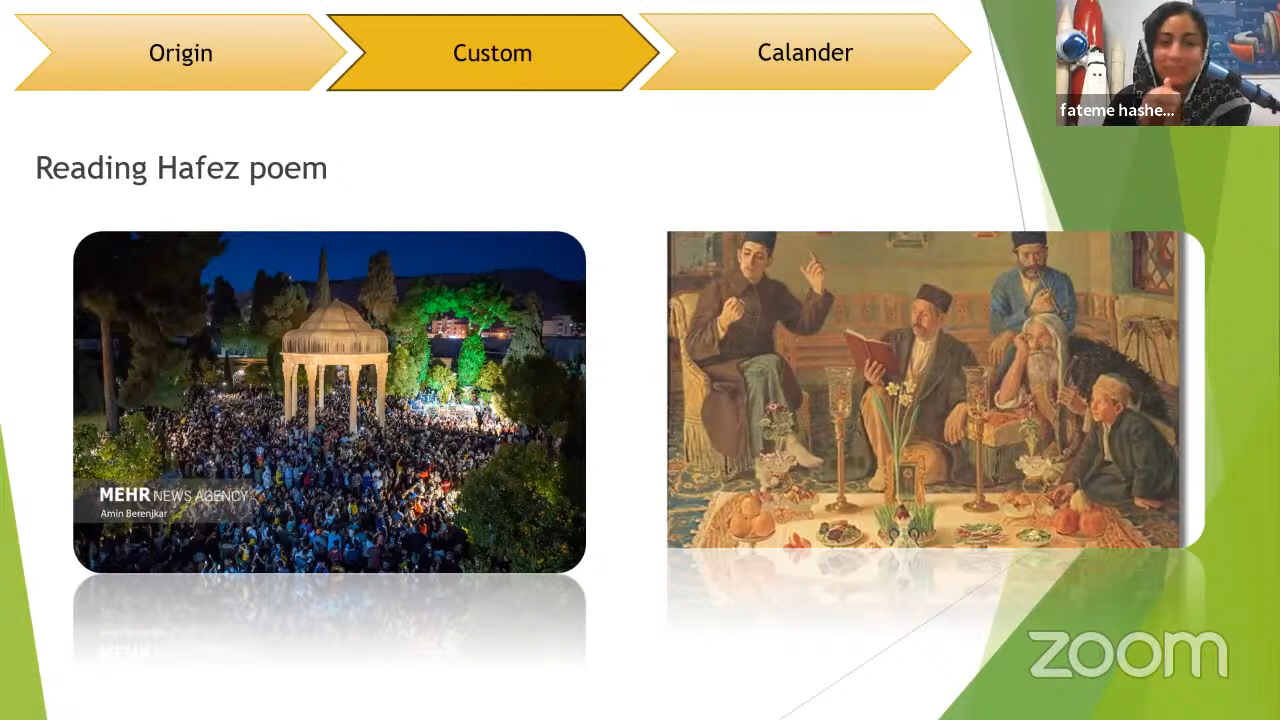 Origin
Custom
Calander
fateme hashe...
Reading Hafez poem
MEHR NEWS AGENCY
Amin Berenjkar
zoom